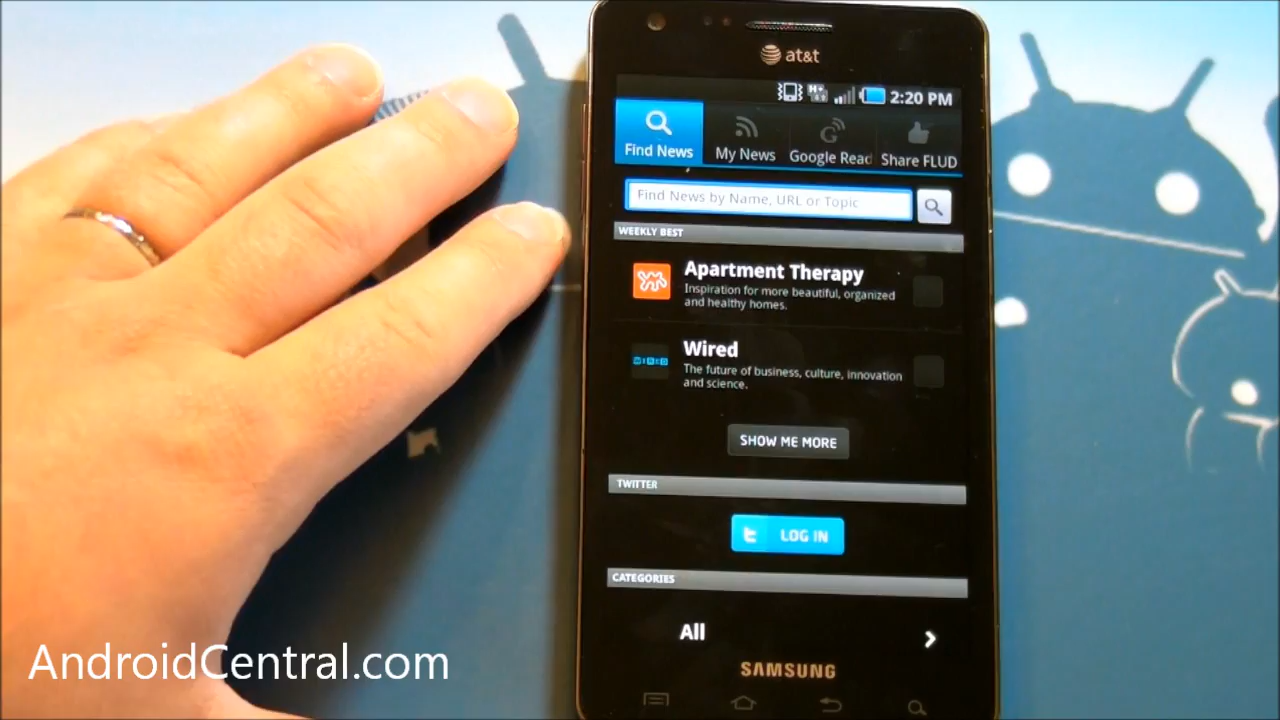 at&t
2:20 PM
Find News
My News
Google Read
Share FLUD
Find News by Name, URL or Topic
WEEKLY BEST
Apartment Therapy
Inspiration for more beautiful, organized
and healthy homes.
WIRED
Wired
The future of business, culture, innovation
and science.
SHOW ME MORE
TWITTER
t LOG IN
CATEGORIES
All
SAMSUNG
AndroidCentral.com